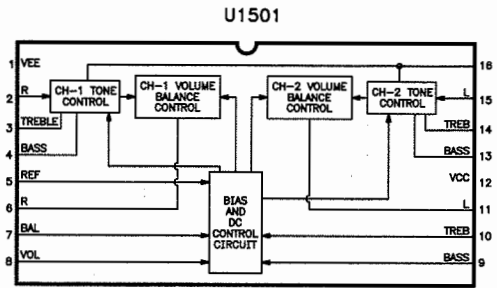 U1501
1 VEE
16
CH-1 TONE
CONTROL
CH-1 VOLUME
BALANCE
CONTROL
CH-2 VOLUME
BALANCE
CONTROL
CH-2 TONE
CONTROL
2 R
L 15
3 TREBLE
TREB 14
4 BASS
BASS 13
5 REF
VCC 12
6 R
L 11
BIAS
AND
DC
CONTROL
CIRCUIT
7 BAL
TREB 10
8 VOL
BASS 9